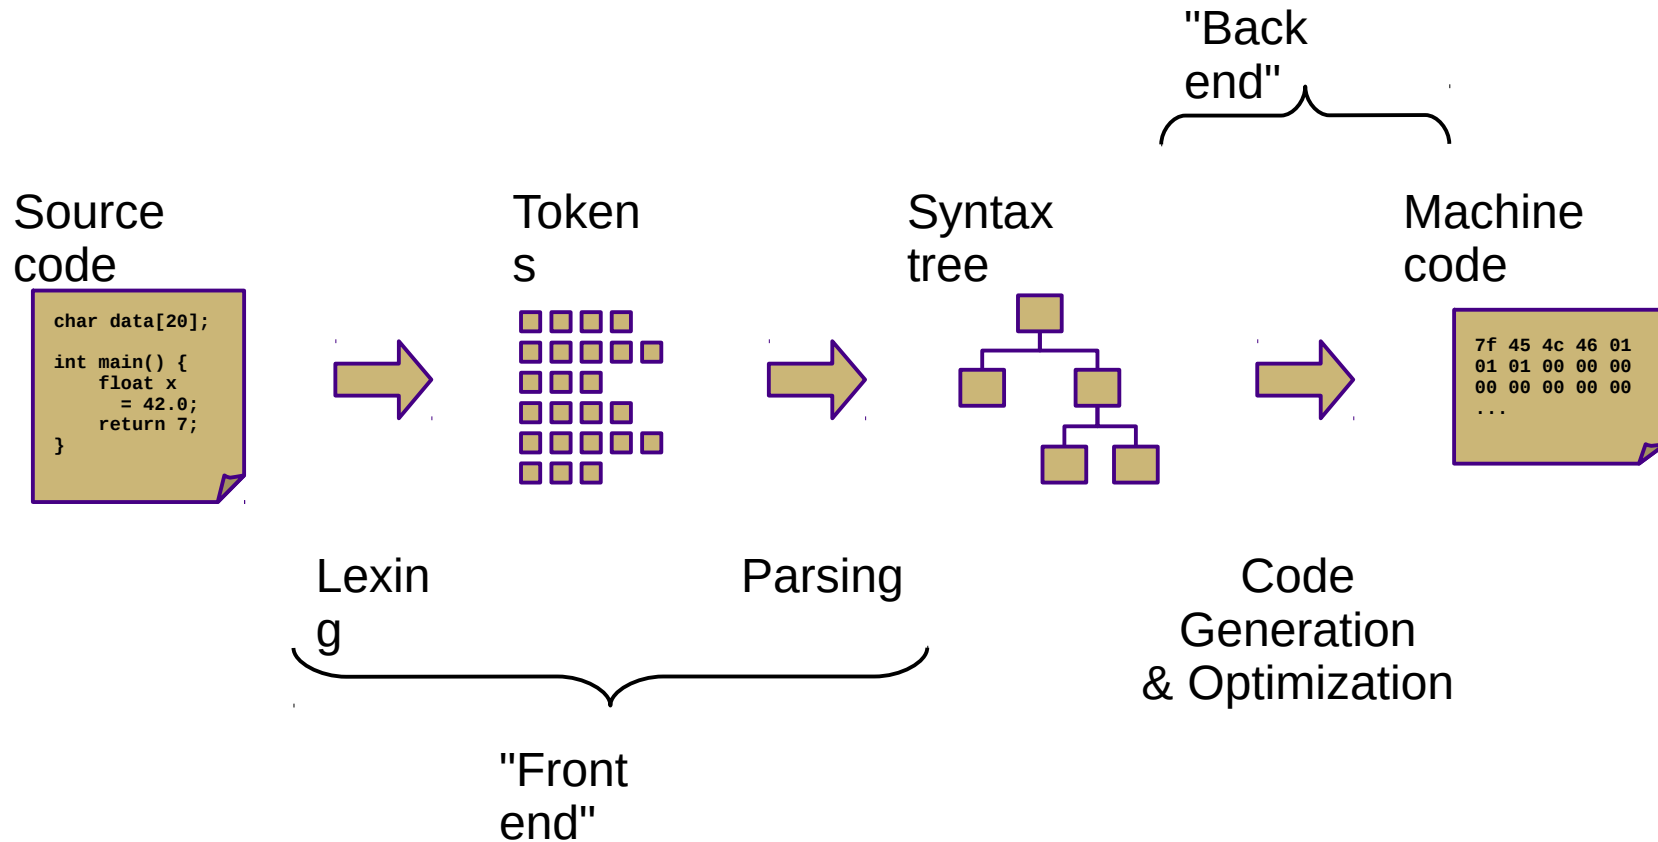 "Back
end"
Source
code
Token
s
Syntax
tree
Machine
code
char data[20];
int main() {
    float x
      = 42.0;
    return 7;
}
7f 45 4c 46 01
01 01 00 00 00
00 00 00 00 00
...
Lexin
g
Parsing
Code
Generation
& Optimization
"Front
end"